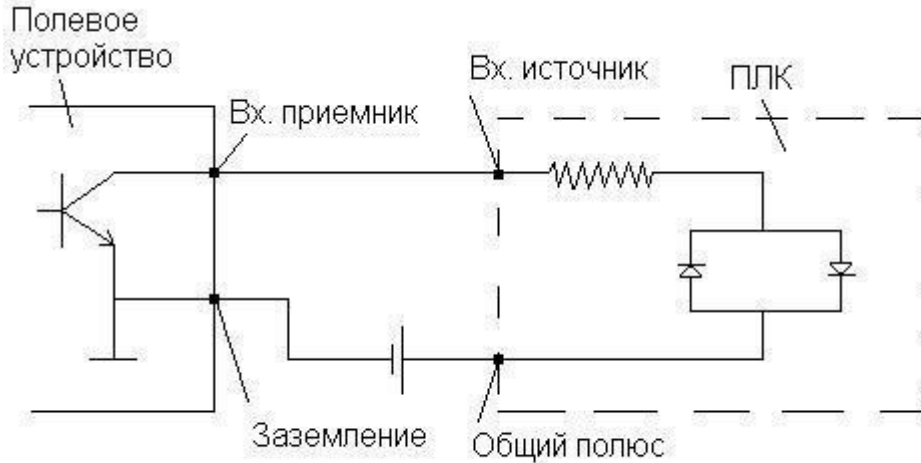 Полевое
устройство
Вх. приемник
Вх. источник
ПЛК
Заземление
Общий полюс